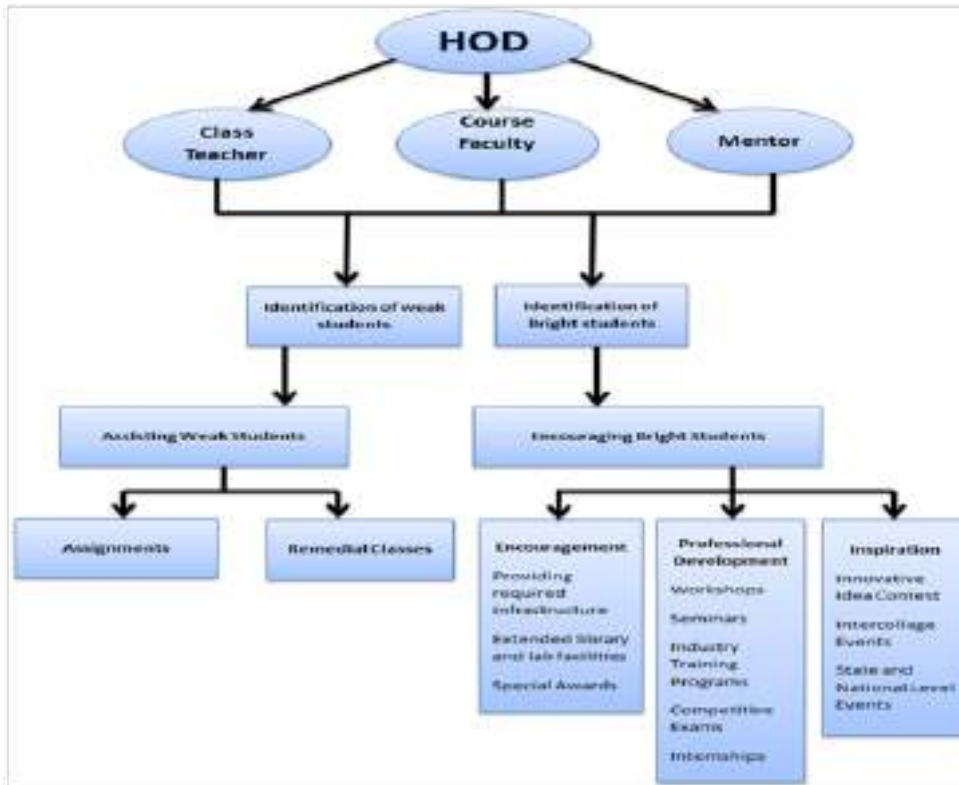 HOD
Class
Teacher
Course
Faculty
Mentor
Identification of weak
students
Identification of
Bright students
Assisting Weak Students
Encouraging Bright Students
Assignments
Remedial Classes
Encouragement
Providing
required
infrastructure
Extended library
and lab facilities
Special Awards
Professional
Development
Workshops
Seminars
Industry
Training
Programs
Competitive
Exams
Internships
Inspiration
Innovative
Idea Contest
Intercollage
Events
State and
National Level
Events